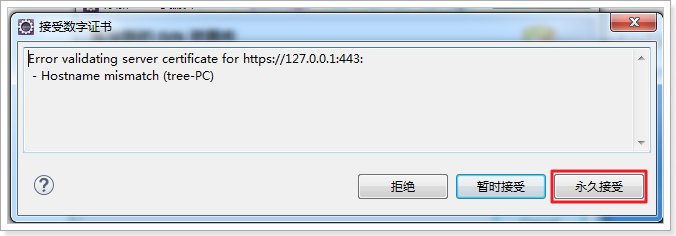 接受数字证书
Error validating server certificate for https://127.0.0.1:443:
- Hostname mismatch (tree-PC)
拒绝
暂时接受
永久接受